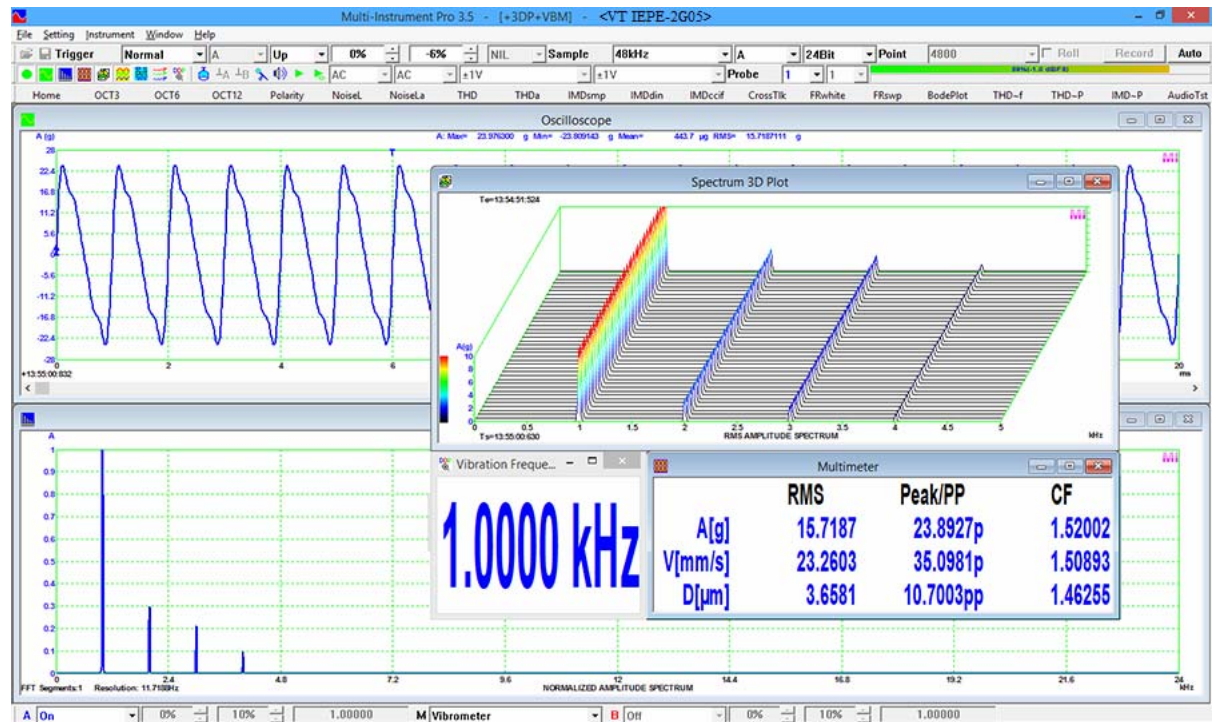 Multi-Instrument Pro 3.5 - [+3DP+VBM] - <VT IEPE-2G05>
File Setting Instrument Window Help
Trigger Normal A Up 0% -6% NIL Sample 48kHz A 24Bit Point 4800 Roll Record Auto
AC AC ±1V ±1V Probe 1 1
Home OCT3 OCT6 OCT12 Polarity NoiseL NoiseLa THD THDa IMDsmp IMDdin IMDccif CrossTlk FRwhite FRswp BodePlot THD~f THD~P IMD~P AudioTst
Oscilloscope
A (g) A: Max= 23.976300 g Min= -23.809143 g Mean= 443.7 µg RMS= 15.7187111 g
28
22.4
16.8
11.2
5.6
0
-5.6
-11.2
-16.8
-22.4
-28
0 2 4 6 20
+13:55:00:832 ms
Spectrum 3D Plot
Te=13:54:51:524
MI
A(g)
10
8
6
4
2
0
0 0.5 1 1.5 2 2.5 3 3.5 4 4.5 5
Ts=13:55:00:630 RMS AMPLITUDE SPECTRUM kHz
A
1
0.9
0.8
0.7
0.6
0.5
0.4
0.3
0.2
0.1
0
0 2.4 4.8 7.2 9.6 12 14.4 16.8 19.2 21.6 24
FFT Segments:1 Resolution: 11.7188Hz NORMALIZED AMPLITUDE SPECTRUM kHz
Vibration Freque...
1.0000 kHz
Multimeter
RMS Peak/PP CF
A[g] 15.7187 23.8927p 1.52002
V[mm/s] 23.2603 35.0981p 1.50893
D[µm] 3.6581 10.7003pp 1.46255
A On 0% 10% 1.00000 M Vibrometer B Off 0% 10% 1.00000